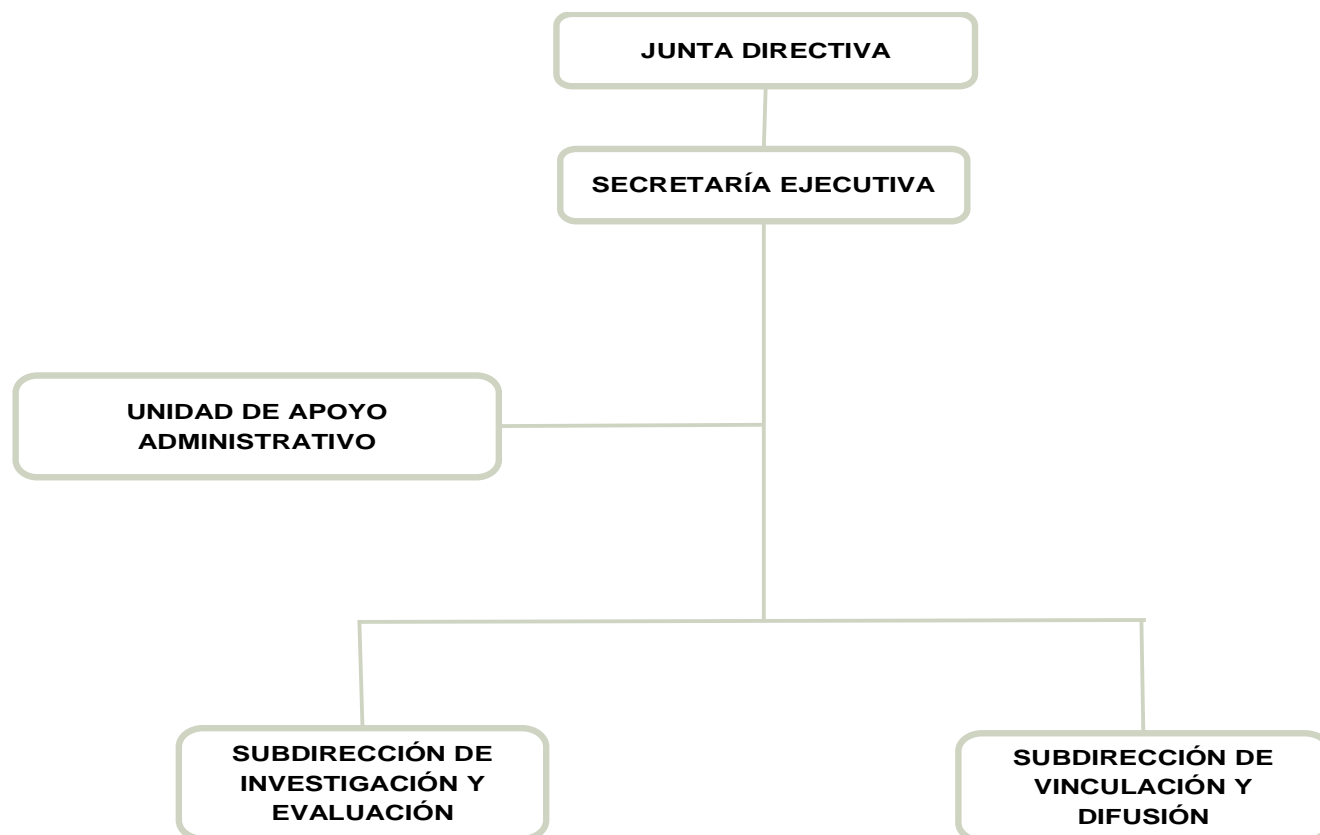 JUNTA DIRECTIVA
SECRETARÍA EJECUTIVA
UNIDAD DE APOYO
ADMINISTRATIVO
SUBDIRECCIÓN DE
INVESTIGACIÓN Y
EVALUACIÓN
SUBDIRECCIÓN DE
VINCULACIÓN Y
DIFUSIÓN